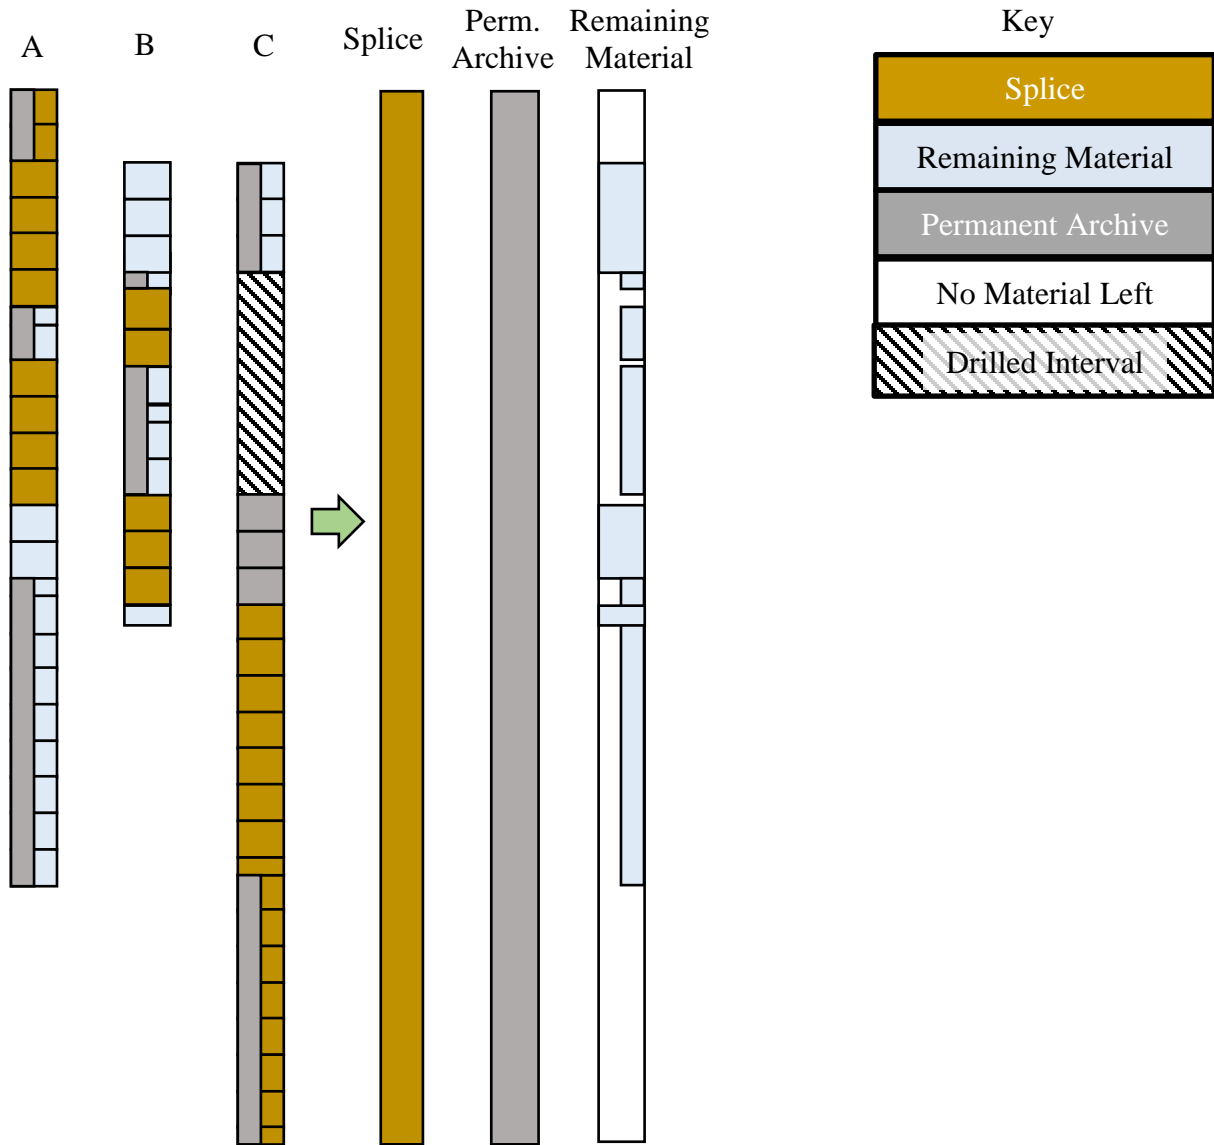 A
B
C
Splice
Perm.
Archive
Remaining
Material
Key
Splice
Remaining Material
Permanent Archive
No Material Left
Drilled Interval